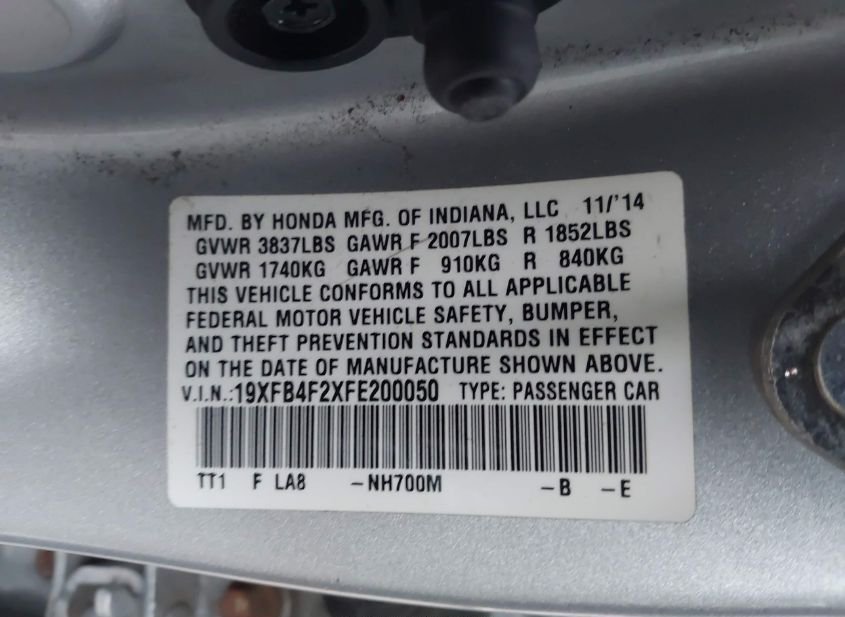 MFD. BY HONDA MFG. OF INDIANA, LLC 11/'14
GVWR 3837LBS GAWR F 2007LBS R 1852LBS
GVWR 1740KG GAWR F 910KG R 840KG
THIS VEHICLE CONFORMS TO ALL APPLICABLE
FEDERAL MOTOR VEHICLE SAFETY, BUMPER,
AND THEFT PREVENTION STANDARDS IN EFFECT
ON THE DATE OF MANUFACTURE SHOWN ABOVE.
V.I.N.:19XFB4F2XFE200050 TYPE: PASSENGER CAR
TT1 F LA8 -NH700M -B -E